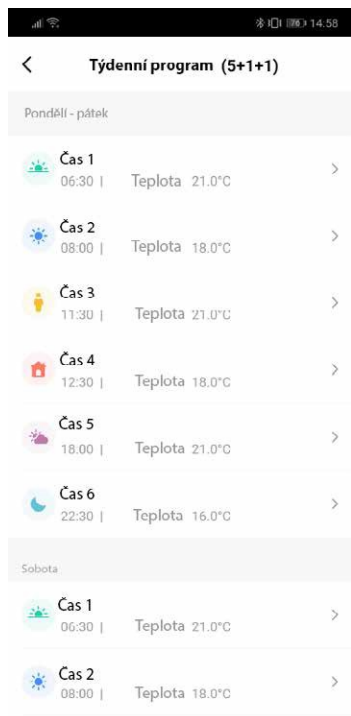 14:58
Týdenní program (5+1+1)
Pondělí - pátek
Čas 1
06:30 | Teplota 21.0°C
Čas 2
08:00 | Teplota 18.0°C
Čas 3
11:30 | Teplota 21.0°C
Čas 4
12:30 | Teplota 18.0°C
Čas 5
18:00 | Teplota 21.0°C
Čas 6
22:30 | Teplota 16.0°C
Sobota
Čas 1
06:30 | Teplota 21.0°C
Čas 2
08:00 | Teplota 18.0°C